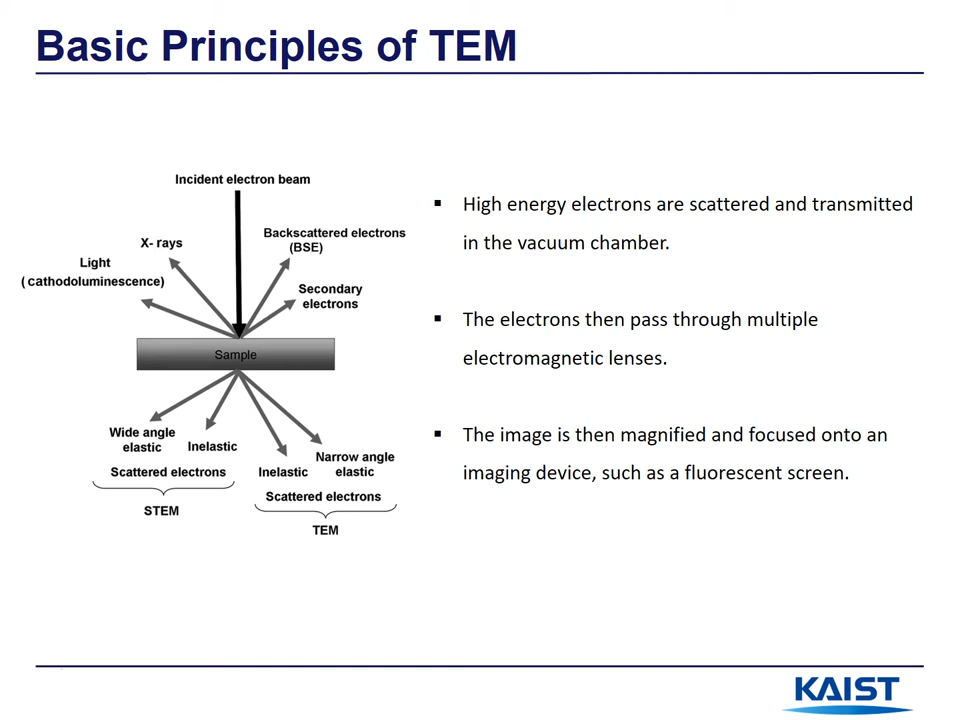 Basic Principles of TEM
Incident electron beam
Backscattered electrons
(BSE)
X- rays
Light
( cathodoluminescence)
Secondary
electrons
Sample
Wide angle
elastic
Inelastic
Scattered electrons
STEM
Inelastic
Narrow angle
elastic
Scattered electrons
TEM
▪ High energy electrons are scattered and transmitted
in the vacuum chamber.
▪ The electrons then pass through multiple
electromagnetic lenses.
▪ The image is then magnified and focused onto an
imaging device, such as a fluorescent screen.
KAIST